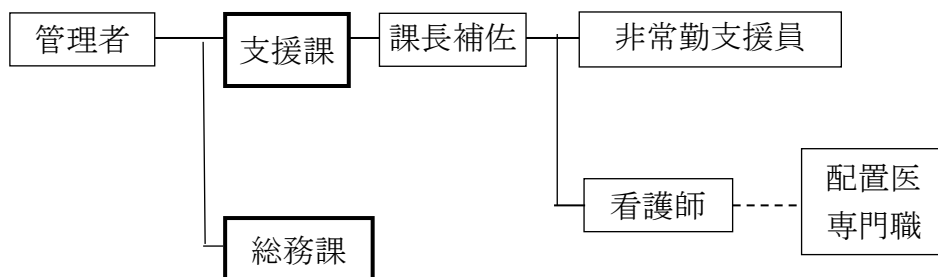 管理者
支援課
課長補佐
非常勤支援員
看護師
配置医
専門職
総務課